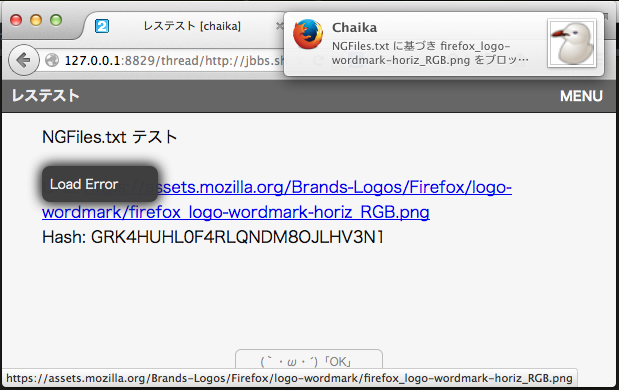 レステスト [chaika]
Chaika
NGFiles.txt に基づき firefox_logo-
wordmark-horiz_RGB.png をブロッ…
127.0.0.1:8829/thread/http://jbbs.sh
レステスト
MENU
NGFiles.txt テスト
Load Error
assets.mozilla.org/Brands-Logos/Firefox/logo-
wordmark/firefox_logo-wordmark-horiz_RGB.png
Hash: GRK4HUHL0F4RLQNDM8OJLHV3N1
(｀・ω・´)「OK」
https://assets.mozilla.org/Brands-Logos/Firefox/logo-wordmark/firefox_logo-wordmark-horiz_RGB.png